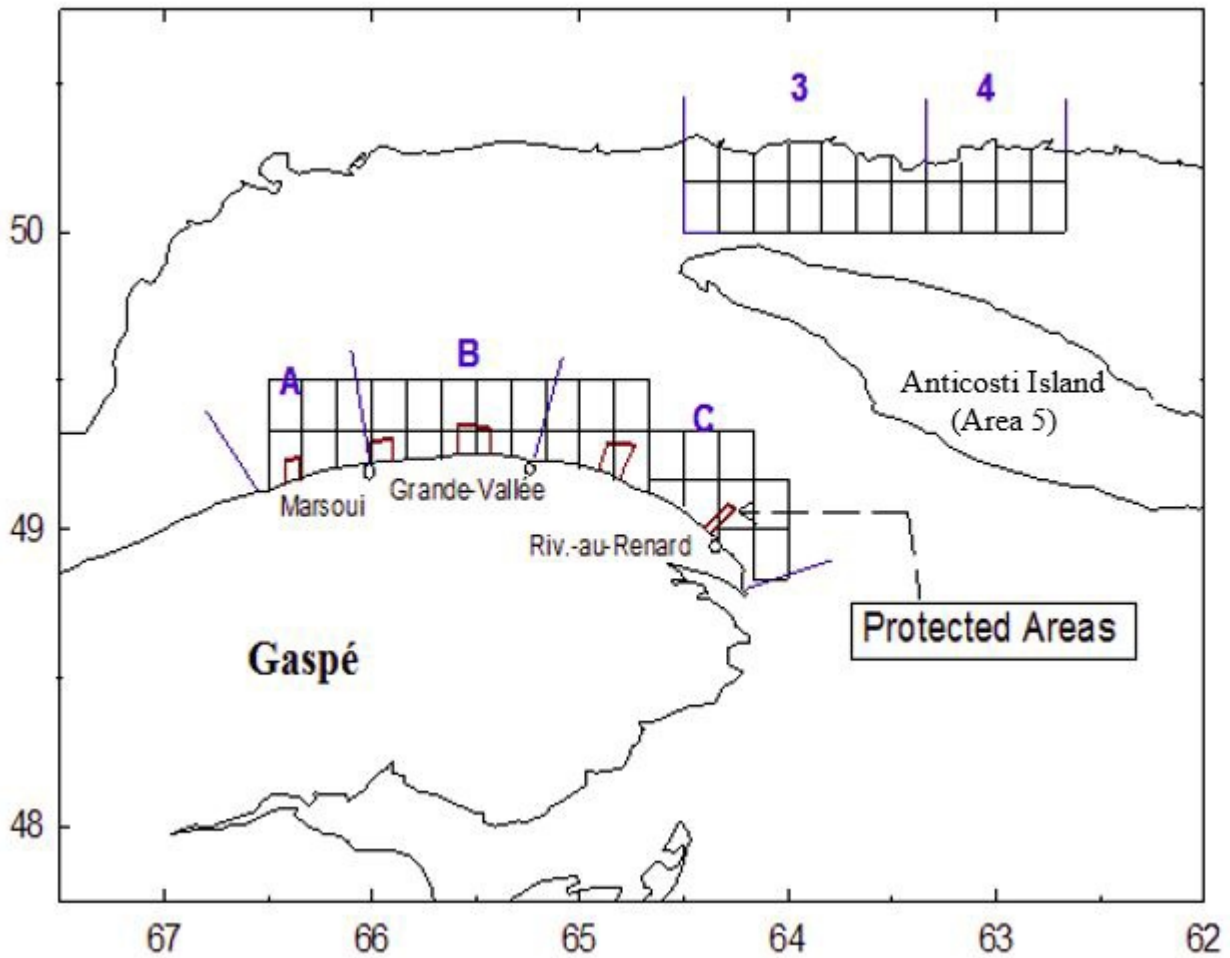 3
4
50
B
A
Anticosti Island
(Area 5)
C
Grande-Vallée
Marsoui
49
Riv.-au-Renard
Protected Areas
Gaspé
48
67
66
65
64
63
62